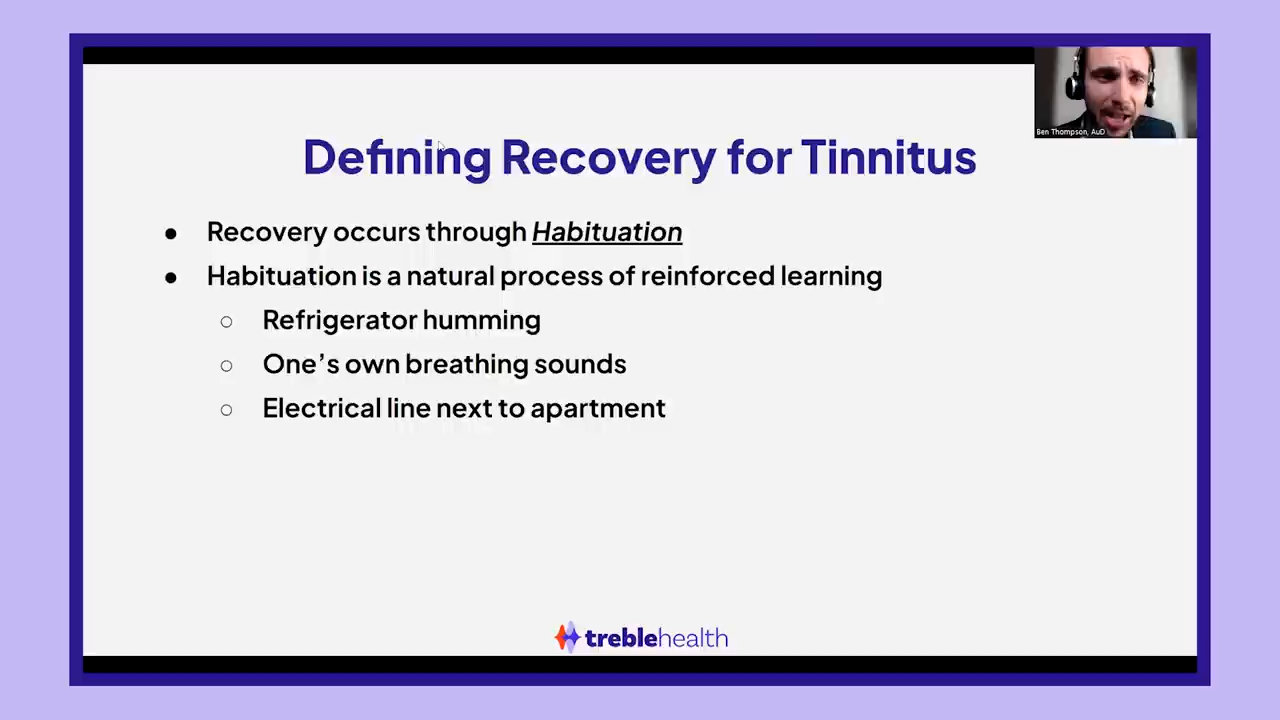 Ben Thompson, AuD
Defining Recovery for Tinnitus
● Recovery occurs through Habituation
● Habituation is a natural process of reinforced learning
○ Refrigerator humming
○ One’s own breathing sounds
○ Electrical line next to apartment
treblehealth